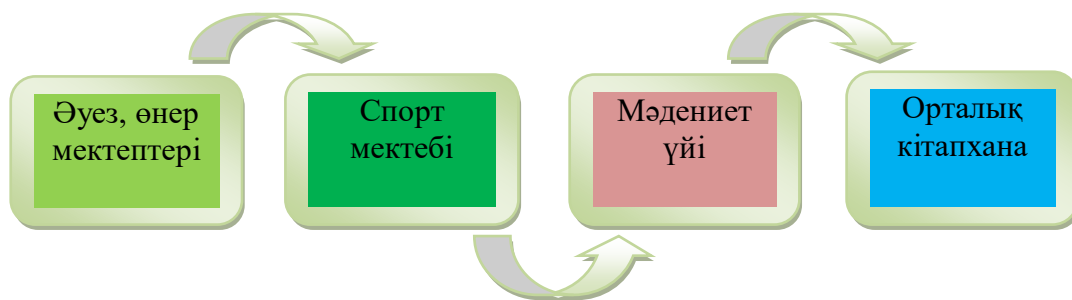 Әуез, өнер
мектептері
Спорт
мектебі
Мәдениет
үйі
Орталық
кітапхана